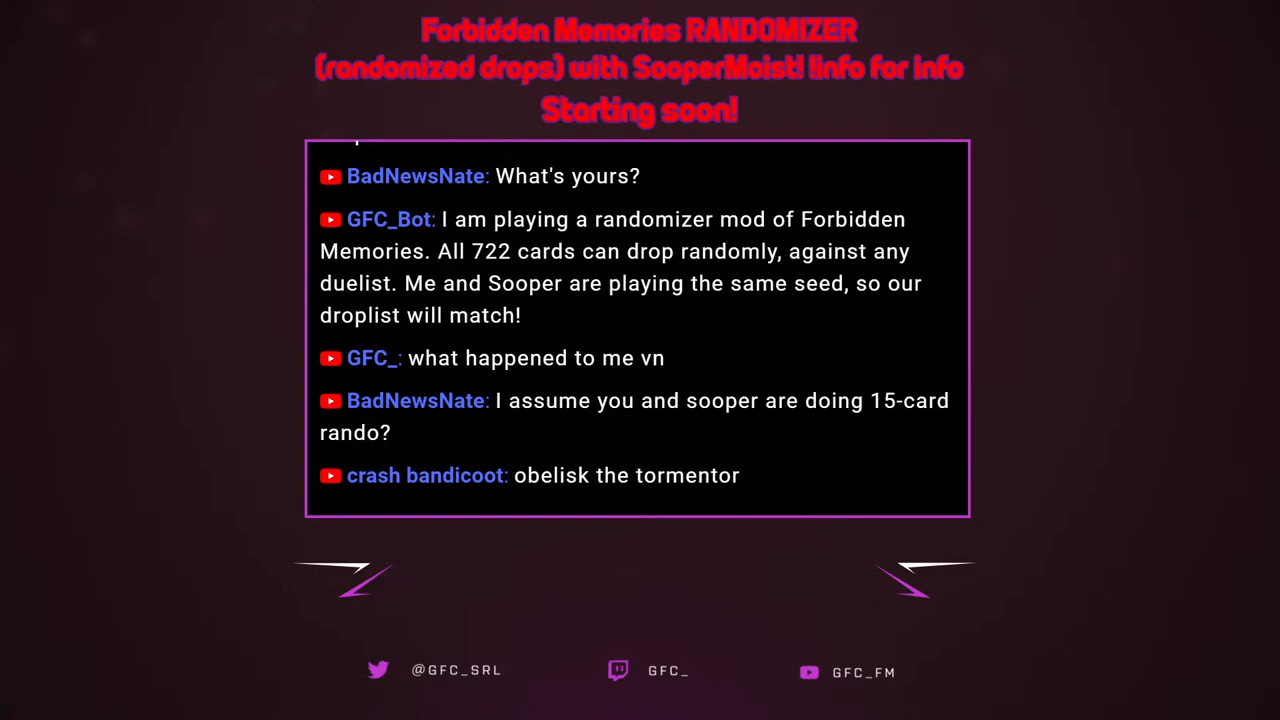 Forbidden Memories RANDOMIZER
(randomized drops) with SooperMoist! !info for info
Starting soon!
BadNewsNate: What's yours?
GFC_Bot: I am playing a randomizer mod of Forbidden
Memories. All 722 cards can drop randomly, against any
duelist. Me and Sooper are playing the same seed, so our
droplist will match!
GFC_: what happened to me vn
BadNewsNate: I assume you and sooper are doing 15-card
rando?
crash bandicoot: obelisk the tormentor
@GFC_SRL
GFC_
GFC_FM